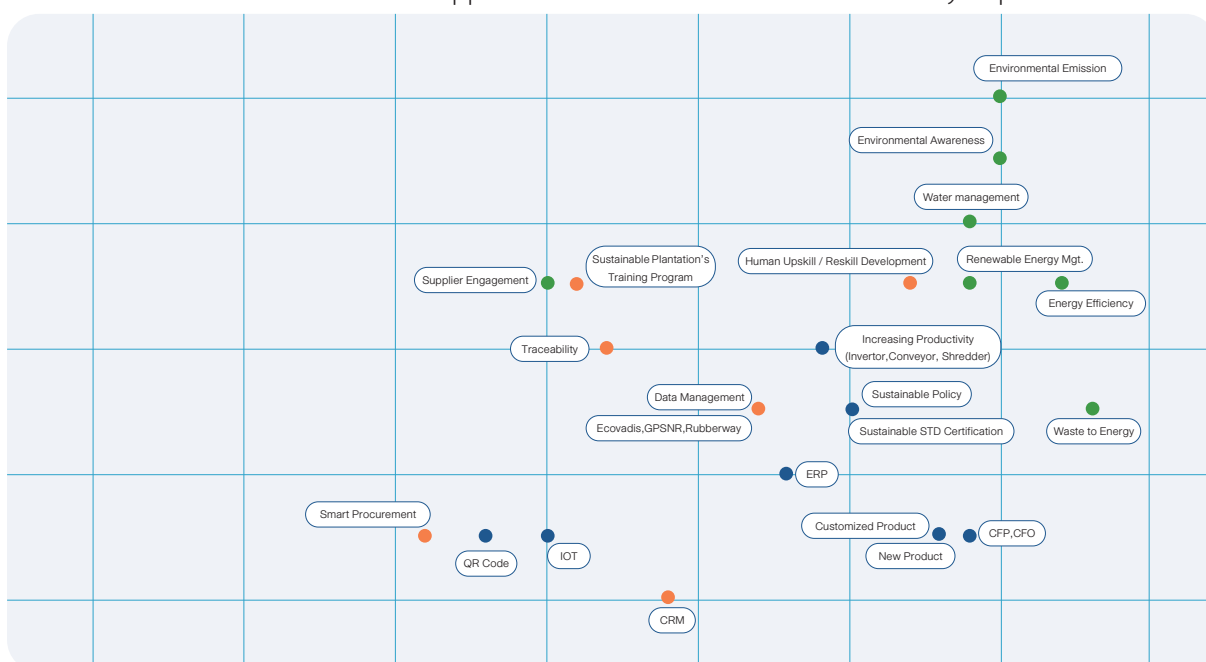 Environmental Emission
Environmental Awareness
Water management
Sustainable Plantation's
Training Program
Human Upskill / Reskill Development
Renewable Energy Mgt.
Supplier Engagement
Energy Efficiency
Traceability
Increasing Productivity
(Invertor,Conveyor, Shredder)
Data Management
Sustainable Policy
Ecovadis,GPSNR,Rubberway
Sustainable STD Certification
Waste to Energy
ERP
Smart Procurement
Customized Product
CFP,CFO
QR Code
IOT
New Product
CRM